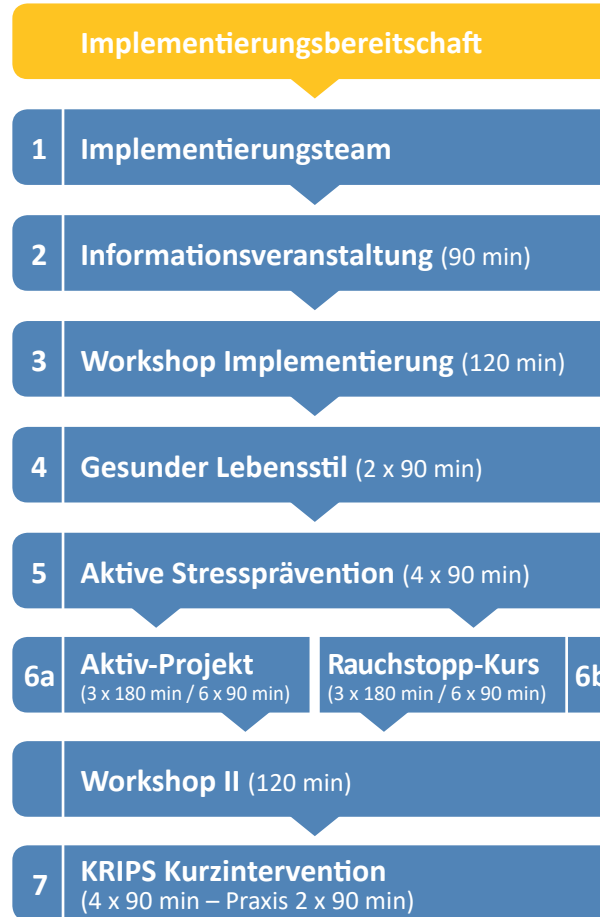 Implementierungsbereitschaft
1 Implementierungsteam
2 Informationsveranstaltung (90 min)
3 Workshop Implementierung (120 min)
4 Gesunder Lebensstil (2 x 90 min)
5 Aktive Stressprävention (4 x 90 min)
6a Aktiv-Projekt
(3 x 180 min / 6 x 90 min)
Rauchstopp-Kurs 6b
(3 x 180 min / 6 x 90 min)
Workshop II (120 min)
7 KRIPS Kurzintervention
(4 x 90 min – Praxis 2 x 90 min)